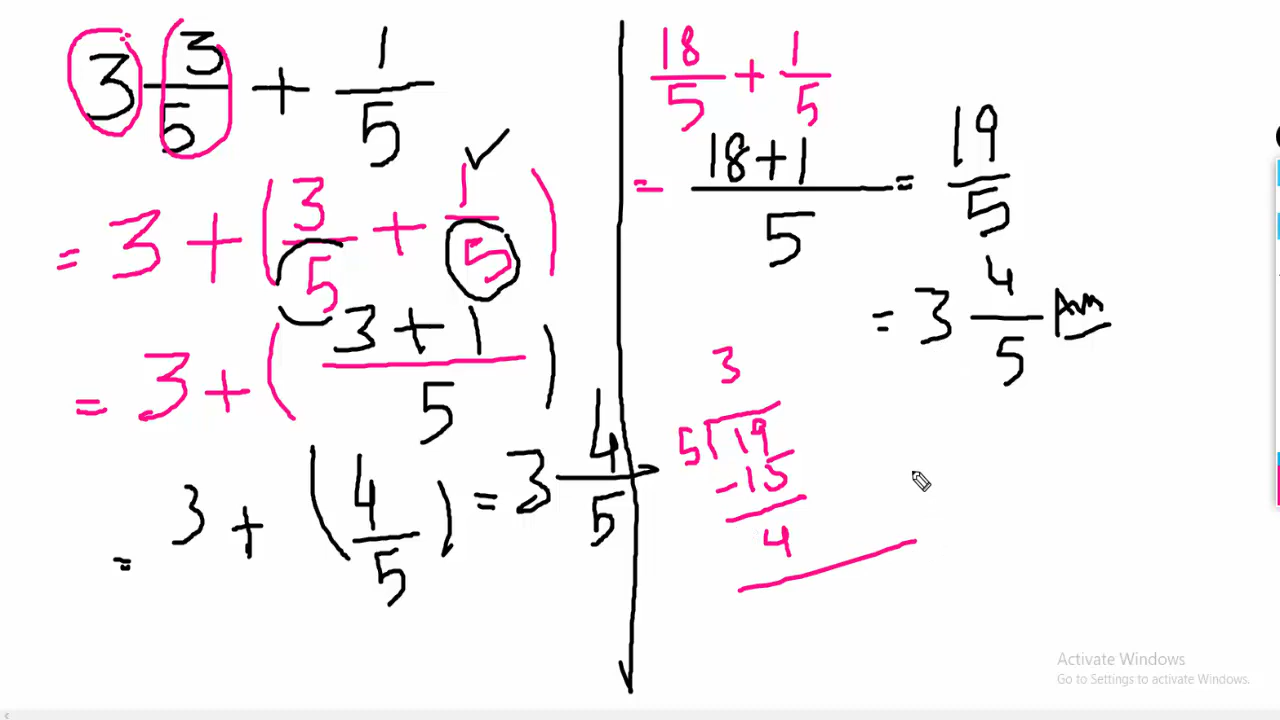 3 3/5 + 1/5
= 3 + (3/5 + 1/5) ✓
= 3 + (3 + 1/5)
= 3 + (4/5) = 3 4/5
18/5 + 1/5
= 18+1/5 = 19/5
= 3 4/5 Ans
3
5 19
-15
4
Activate Windows
Go to Settings to activate Windows.